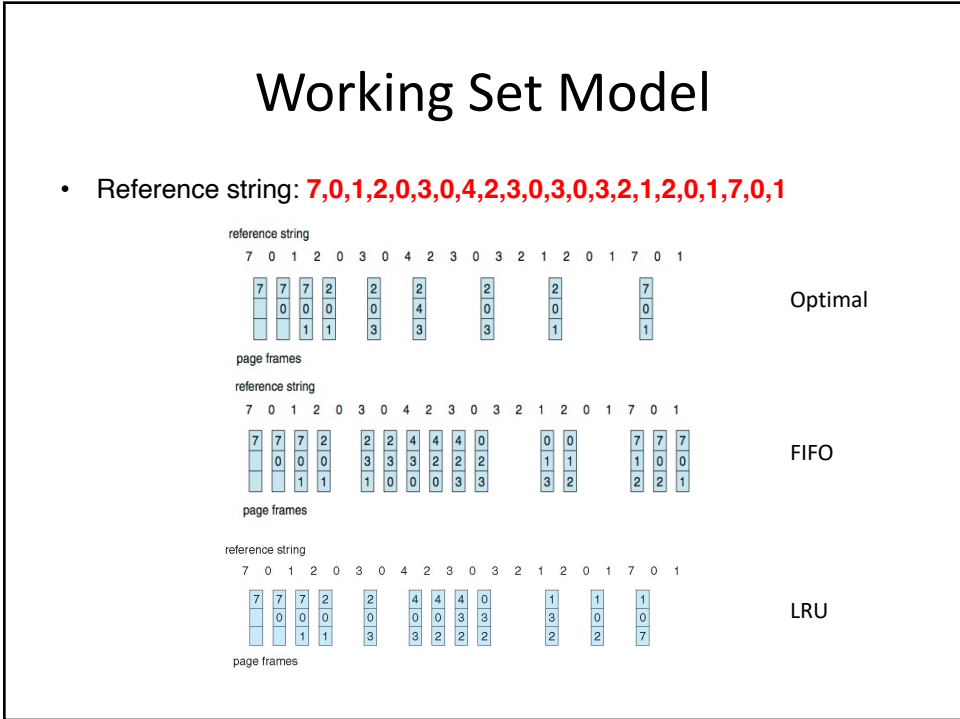 Working Set Model
• Reference string: 7,0,1,2,0,3,0,4,2,3,0,3,0,3,2,1,2,0,1,7,0,1
reference string
7 0 1 2 0 3 0 4 2 3 0 3 2 1 2 0 1 7 0 1
7 7 7 2 2 2 2 2 7
0 0 0 0 4 0 0 0
1 1 3 3 3 1 1
Optimal
page frames
reference string
7 0 1 2 0 3 0 4 2 3 0 3 2 1 2 0 1 7 0 1
7 7 7 2 2 2 4 4 4 0 0 0 7 7 7
0 0 0 3 3 3 2 2 2 1 1 1 0 0
1 1 1 0 0 0 3 3 3 2 2 2 1
FIFO
page frames
reference string
7 0 1 2 0 3 0 4 2 3 0 3 2 1 2 0 1 7 0 1
7 7 7 2 2 4 4 4 0 1 1 1
0 0 0 0 0 0 3 3 3 0 0
1 1 3 3 2 2 2 2 2 7
LRU
page frames